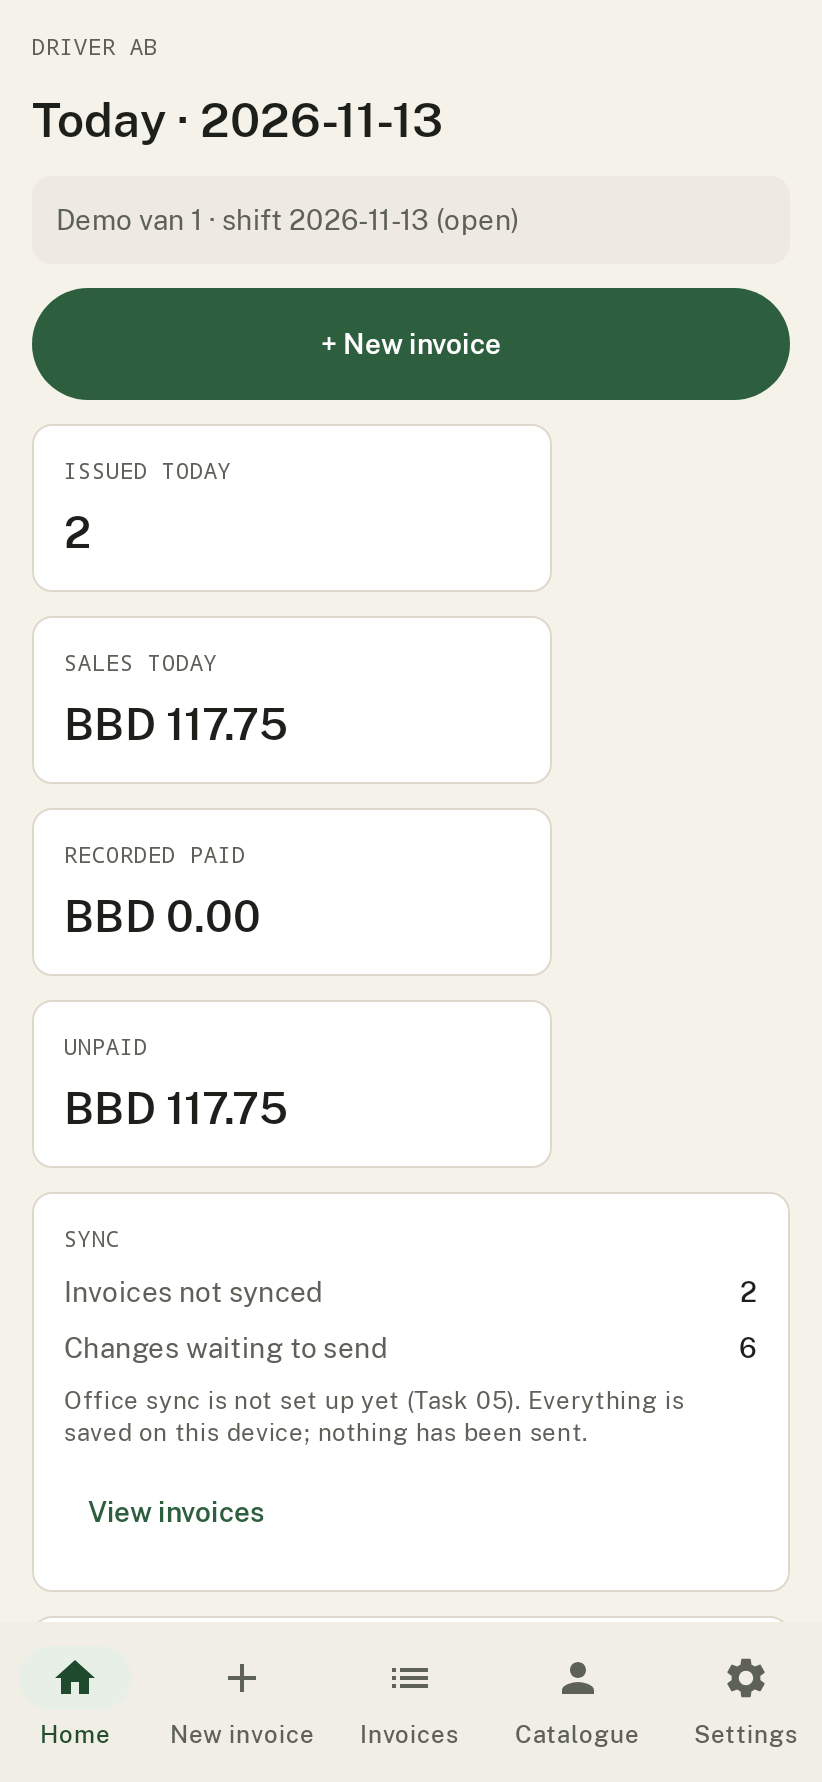 DRIVER AB
Today · 2026-11-13
Demo van 1 · shift 2026-11-13 (open)
+ New invoice
ISSUED TODAY
2
SALES TODAY
BBD 117.75
RECORDED PAID
BBD 0.00
UNPAID
BBD 117.75
SYNC
Invoices not synced 2
Changes waiting to send 6
Office sync is not set up yet (Task 05). Everything is
saved on this device; nothing has been sent.
View invoices
Home New invoice Invoices Catalogue Settings